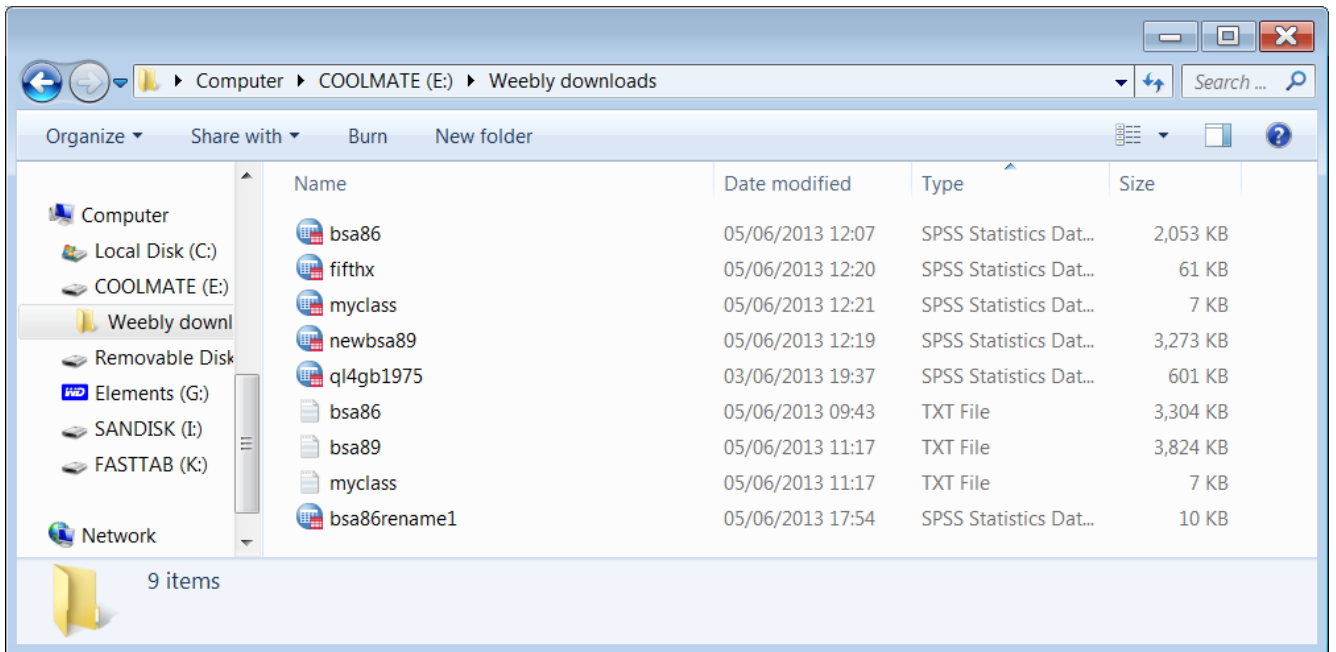 Computer ▸ COOLMATE (E:) ▸ Weebly downloads
Search ...
Organize Share with Burn New folder
Computer
Local Disk (C:)
COOLMATE (E:)
Weebly downl
Removable Disk
WD Elements (G:)
SANDISK (I:)
FASTTAB (K:)
Network
Name Date modified Type Size
bsa86 05/06/2013 12:07 SPSS Statistics Dat... 2,053 KB
fifthx 05/06/2013 12:20 SPSS Statistics Dat... 61 KB
myclass 05/06/2013 12:21 SPSS Statistics Dat... 7 KB
newbsa89 05/06/2013 12:19 SPSS Statistics Dat... 3,273 KB
ql4gb1975 03/06/2013 19:37 SPSS Statistics Dat... 601 KB
bsa86 05/06/2013 09:43 TXT File 3,304 KB
bsa89 05/06/2013 11:17 TXT File 3,824 KB
myclass 05/06/2013 11:17 TXT File 7 KB
bsa86rename1 05/06/2013 17:54 SPSS Statistics Dat... 10 KB
9 items